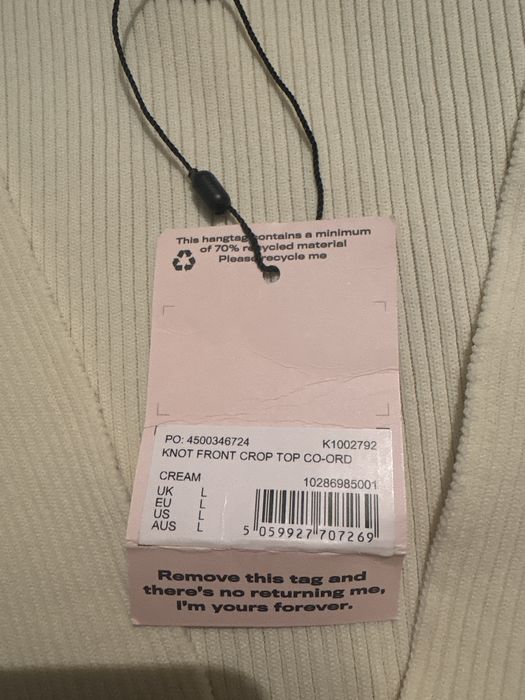 This hangtag contains a minimum
of 70% recycled material
Please recycle me
PO: 4500346724 K1002792
KNOT FRONT CROP TOP CO-ORD
CREAM 10286985001
UK L
EU L
US L
AUS L
5 059927 707269
Remove this tag and
there's no returning me,
I'm yours forever.